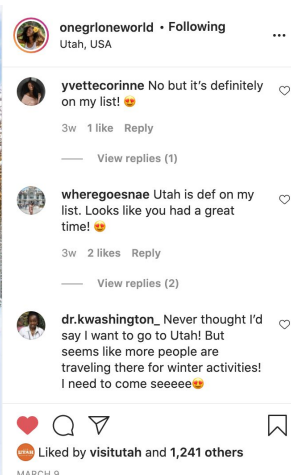 onegrloneworld • Following
Utah, USA
yvettecorinne No but it's definitely
on my list! 😍
3w 1 like Reply
View replies (1)
wheregoesnae Utah is def on my
list. Looks like you had a great
time! 😍
3w 2 likes Reply
View replies (2)
dr.kwashington_ Never thought I'd
say I want to go to Utah! But
seems like more people are
traveling there for winter activities!
I need to come seeeee😍
UTAH Liked by visitutah and 1,241 others
MARCH 9